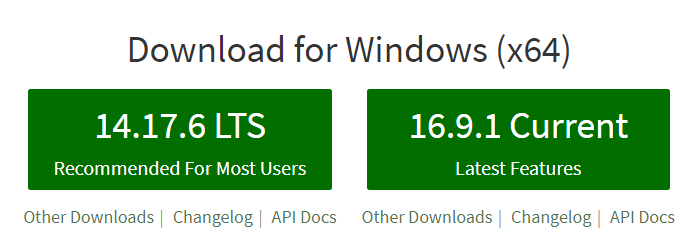 Download for Windows (x64)
14.17.6 LTS
Recommended For Most Users
Other Downloads | Changelog | API Docs
16.9.1 Current
Latest Features
Other Downloads | Changelog | API Docs